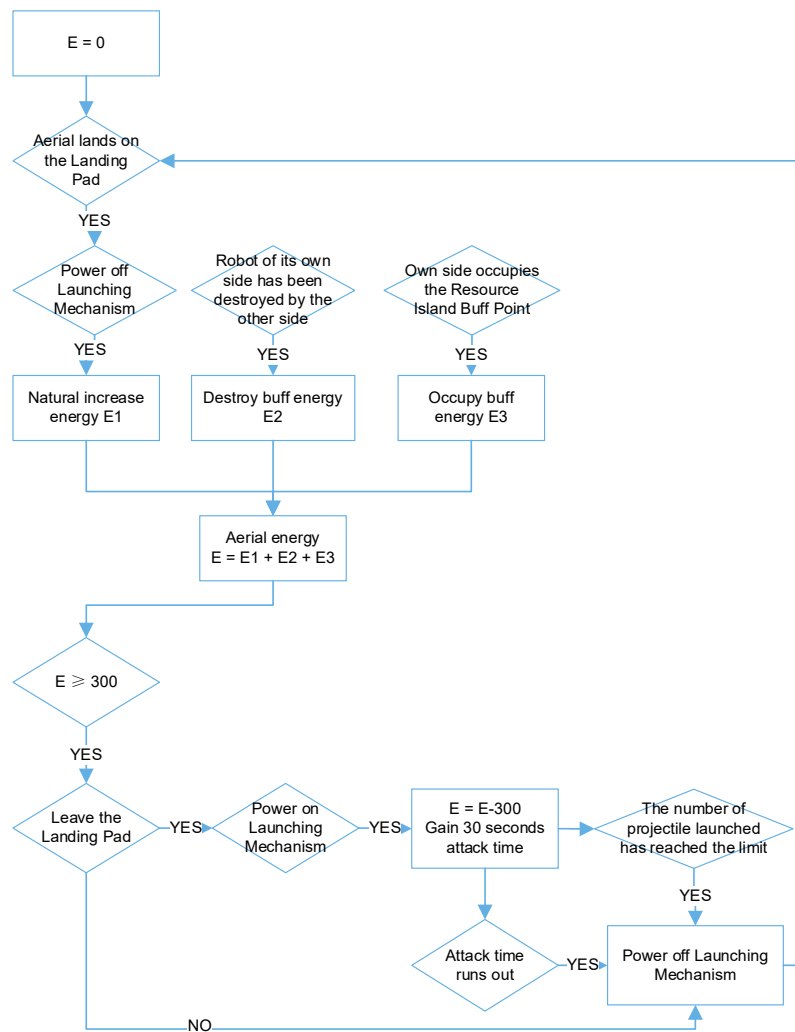 E = 0
Aerial lands on
the Landing
Pad
YES
Power off
Launching
Mechanism
Robot of its own
side has been
destroyed by the
other side
Own side occupies
the Resource
Island Buff Point
YES
YES
YES
Natural increase
energy E1
Destroy buff energy
E2
Occupy buff
energy E3
Aerial energy
E = E1 + E2 + E3
E ≥ 300
YES
Leave the
Landing Pad
YES
Power on
Launching
Mechanism
YES
E = E-300
Gain 30 seconds
attack time
The number of
projectile launched
has reached the limit
YES
Attack time
runs out
YES
Power off Launching
Mechanism
NO